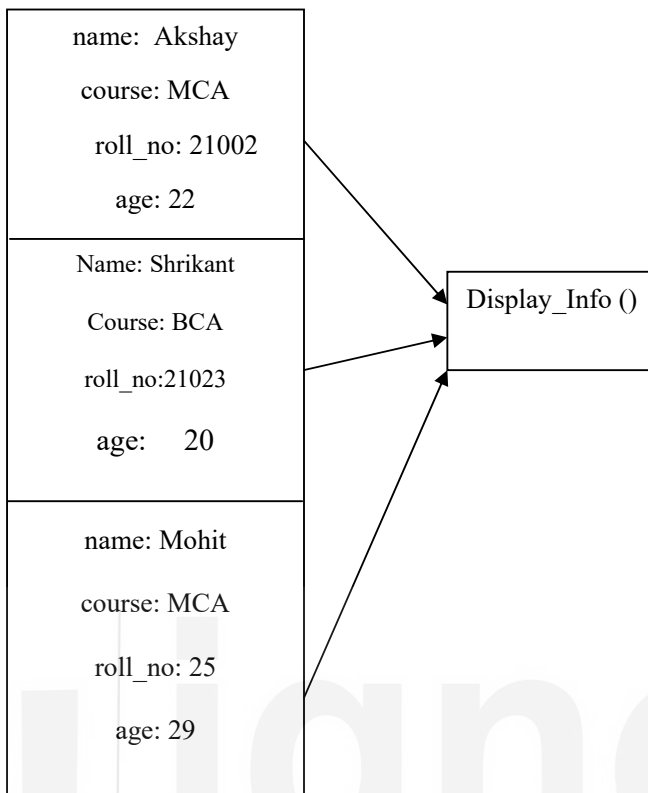 name: Akshay
course: MCA
roll_no: 21002
age: 22
Name: Shrikant
Course: BCA
roll_no:21023
age: 20
name: Mohit
course: MCA
roll_no: 25
age: 29
Display_Info ()
ignou